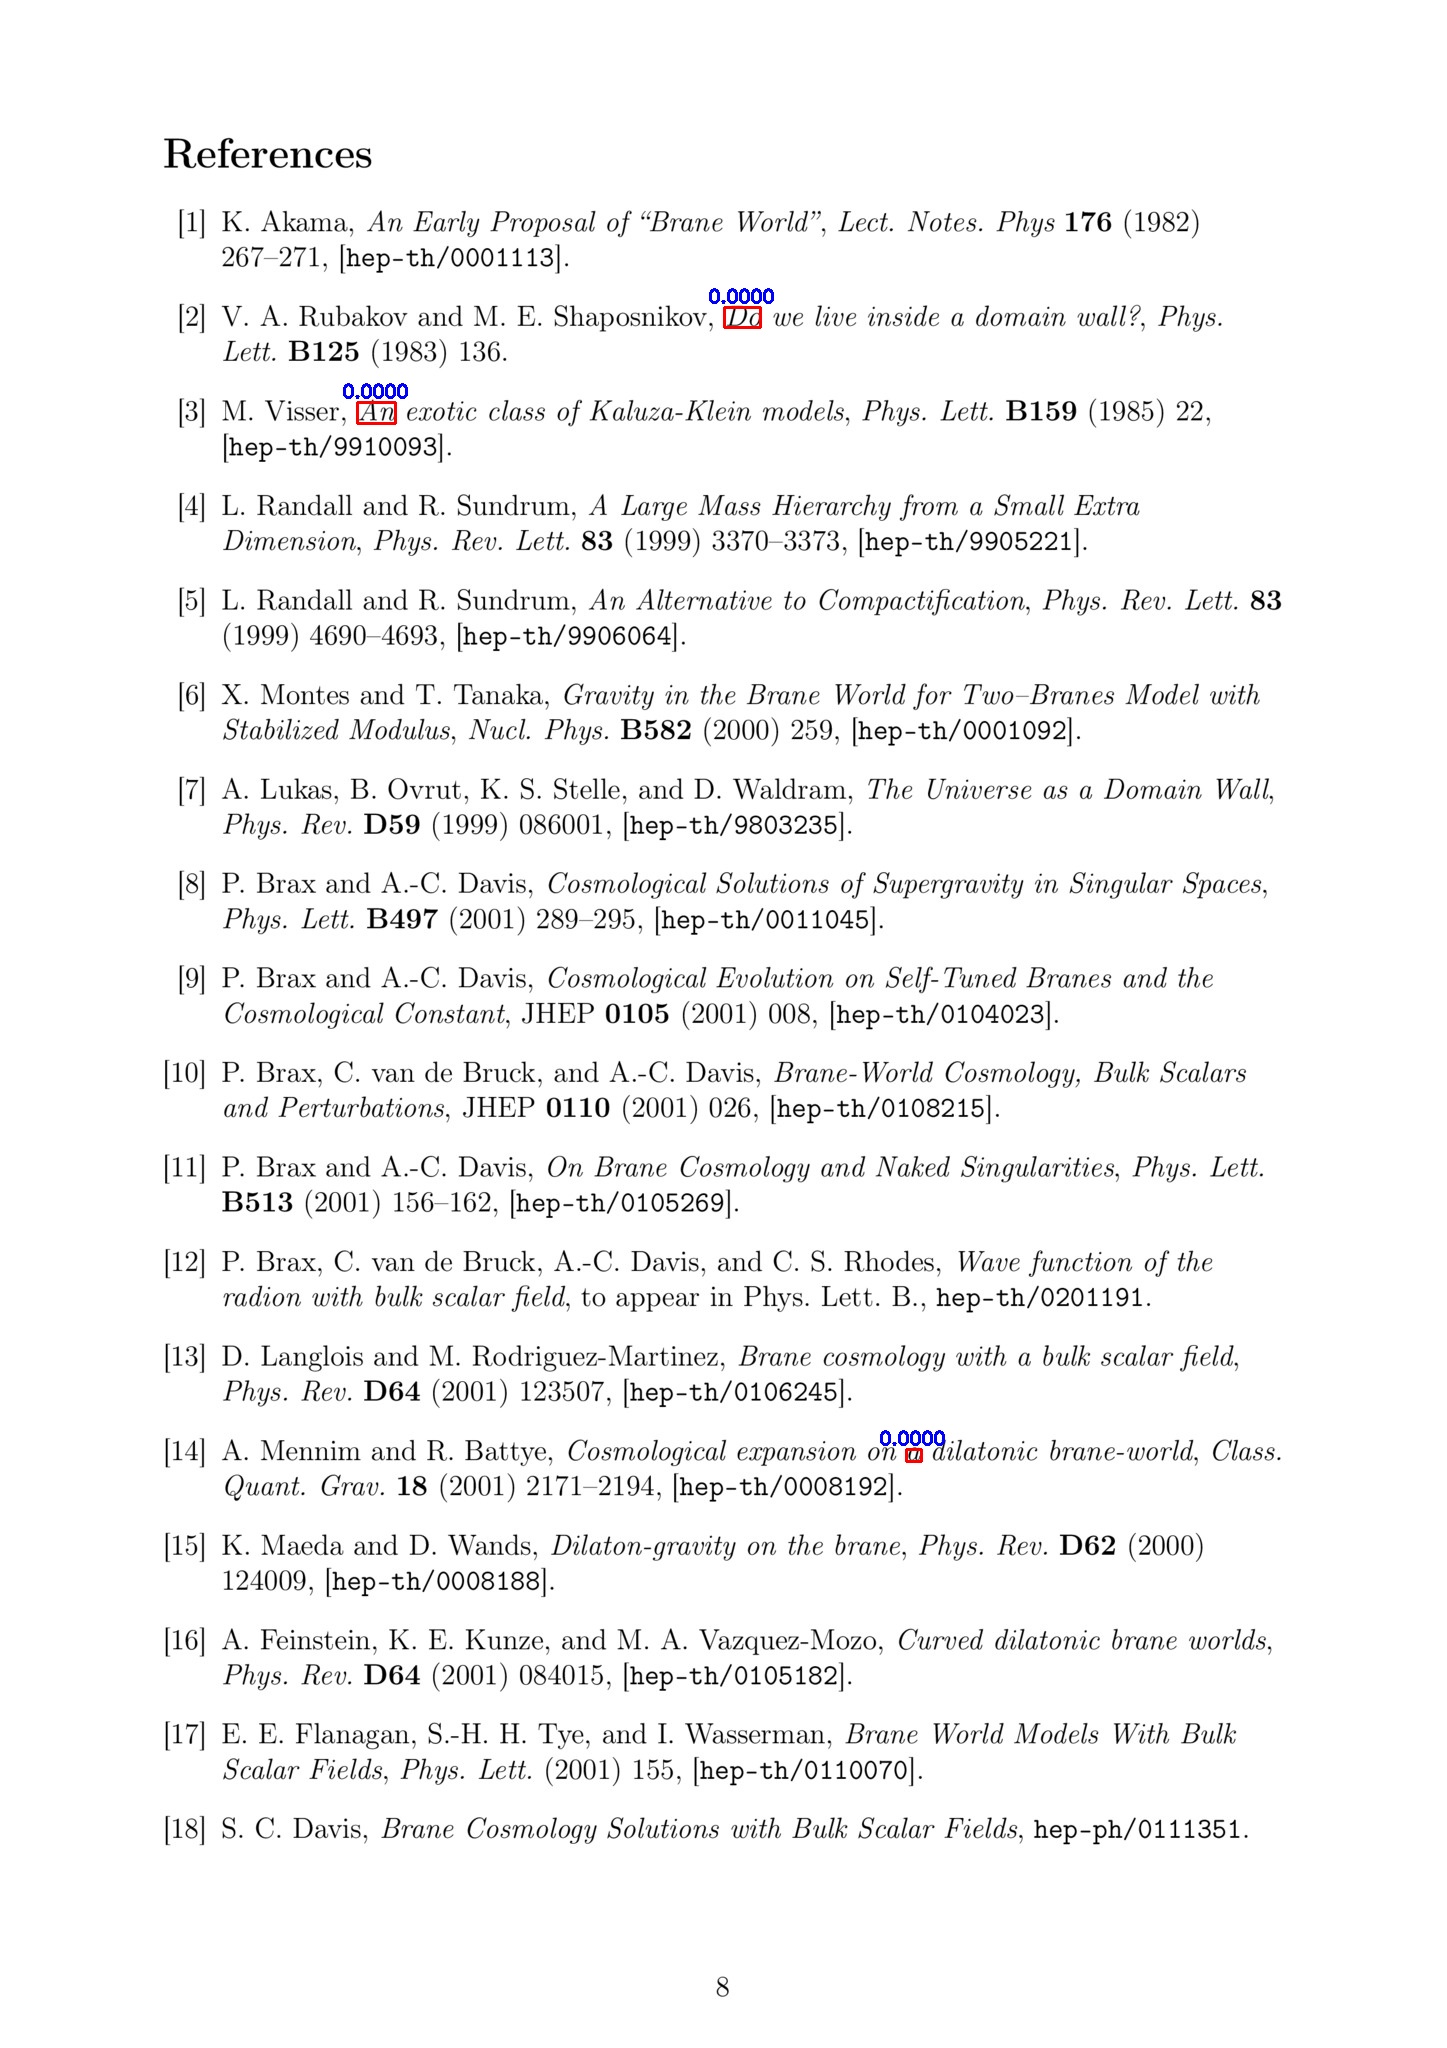 References
[1] K. Akama, An Early Proposal of “Brane World”, Lect. Notes. Phys 176 (1982)
267–271, [hep-th/0001113].
0.0000
[2] V. A. Rubakov and M. E. Shaposnikov, Do we live inside a domain wall?, Phys.
Lett. B125 (1983) 136.
0.0000
[3] M. Visser, An exotic class of Kaluza-Klein models, Phys. Lett. B159 (1985) 22,
[hep-th/9910093].
[4] L. Randall and R. Sundrum, A Large Mass Hierarchy from a Small Extra
Dimension, Phys. Rev. Lett. 83 (1999) 3370–3373, [hep-th/9905221].
[5] L. Randall and R. Sundrum, An Alternative to Compactification, Phys. Rev. Lett. 83
(1999) 4690–4693, [hep-th/9906064].
[6] X. Montes and T. Tanaka, Gravity in the Brane World for Two–Branes Model with
Stabilized Modulus, Nucl. Phys. B582 (2000) 259, [hep-th/0001092].
[7] A. Lukas, B. Ovrut, K. S. Stelle, and D. Waldram, The Universe as a Domain Wall,
Phys. Rev. D59 (1999) 086001, [hep-th/9803235].
[8] P. Brax and A.-C. Davis, Cosmological Solutions of Supergravity in Singular Spaces,
Phys. Lett. B497 (2001) 289–295, [hep-th/0011045].
[9] P. Brax and A.-C. Davis, Cosmological Evolution on Self-Tuned Branes and the
Cosmological Constant, JHEP 0105 (2001) 008, [hep-th/0104023].
[10] P. Brax, C. van de Bruck, and A.-C. Davis, Brane-World Cosmology, Bulk Scalars
and Perturbations, JHEP 0110 (2001) 026, [hep-th/0108215].
[11] P. Brax and A.-C. Davis, On Brane Cosmology and Naked Singularities, Phys. Lett.
B513 (2001) 156–162, [hep-th/0105269].
[12] P. Brax, C. van de Bruck, A.-C. Davis, and C. S. Rhodes, Wave function of the
radion with bulk scalar field, to appear in Phys. Lett. B., hep-th/0201191.
[13] D. Langlois and M. Rodriguez-Martinez, Brane cosmology with a bulk scalar field,
Phys. Rev. D64 (2001) 123507, [hep-th/0106245].
0.0000
[14] A. Mennim and R. Battye, Cosmological expansion on a dilatonic brane-world, Class.
Quant. Grav. 18 (2001) 2171–2194, [hep-th/0008192].
[15] K. Maeda and D. Wands, Dilaton-gravity on the brane, Phys. Rev. D62 (2000)
124009, [hep-th/0008188].
[16] A. Feinstein, K. E. Kunze, and M. A. Vazquez-Mozo, Curved dilatonic brane worlds,
Phys. Rev. D64 (2001) 084015, [hep-th/0105182].
[17] E. E. Flanagan, S.-H. H. Tye, and I. Wasserman, Brane World Models With Bulk
Scalar Fields, Phys. Lett. (2001) 155, [hep-th/0110070].
[18] S. C. Davis, Brane Cosmology Solutions with Bulk Scalar Fields, hep-ph/0111351.
8